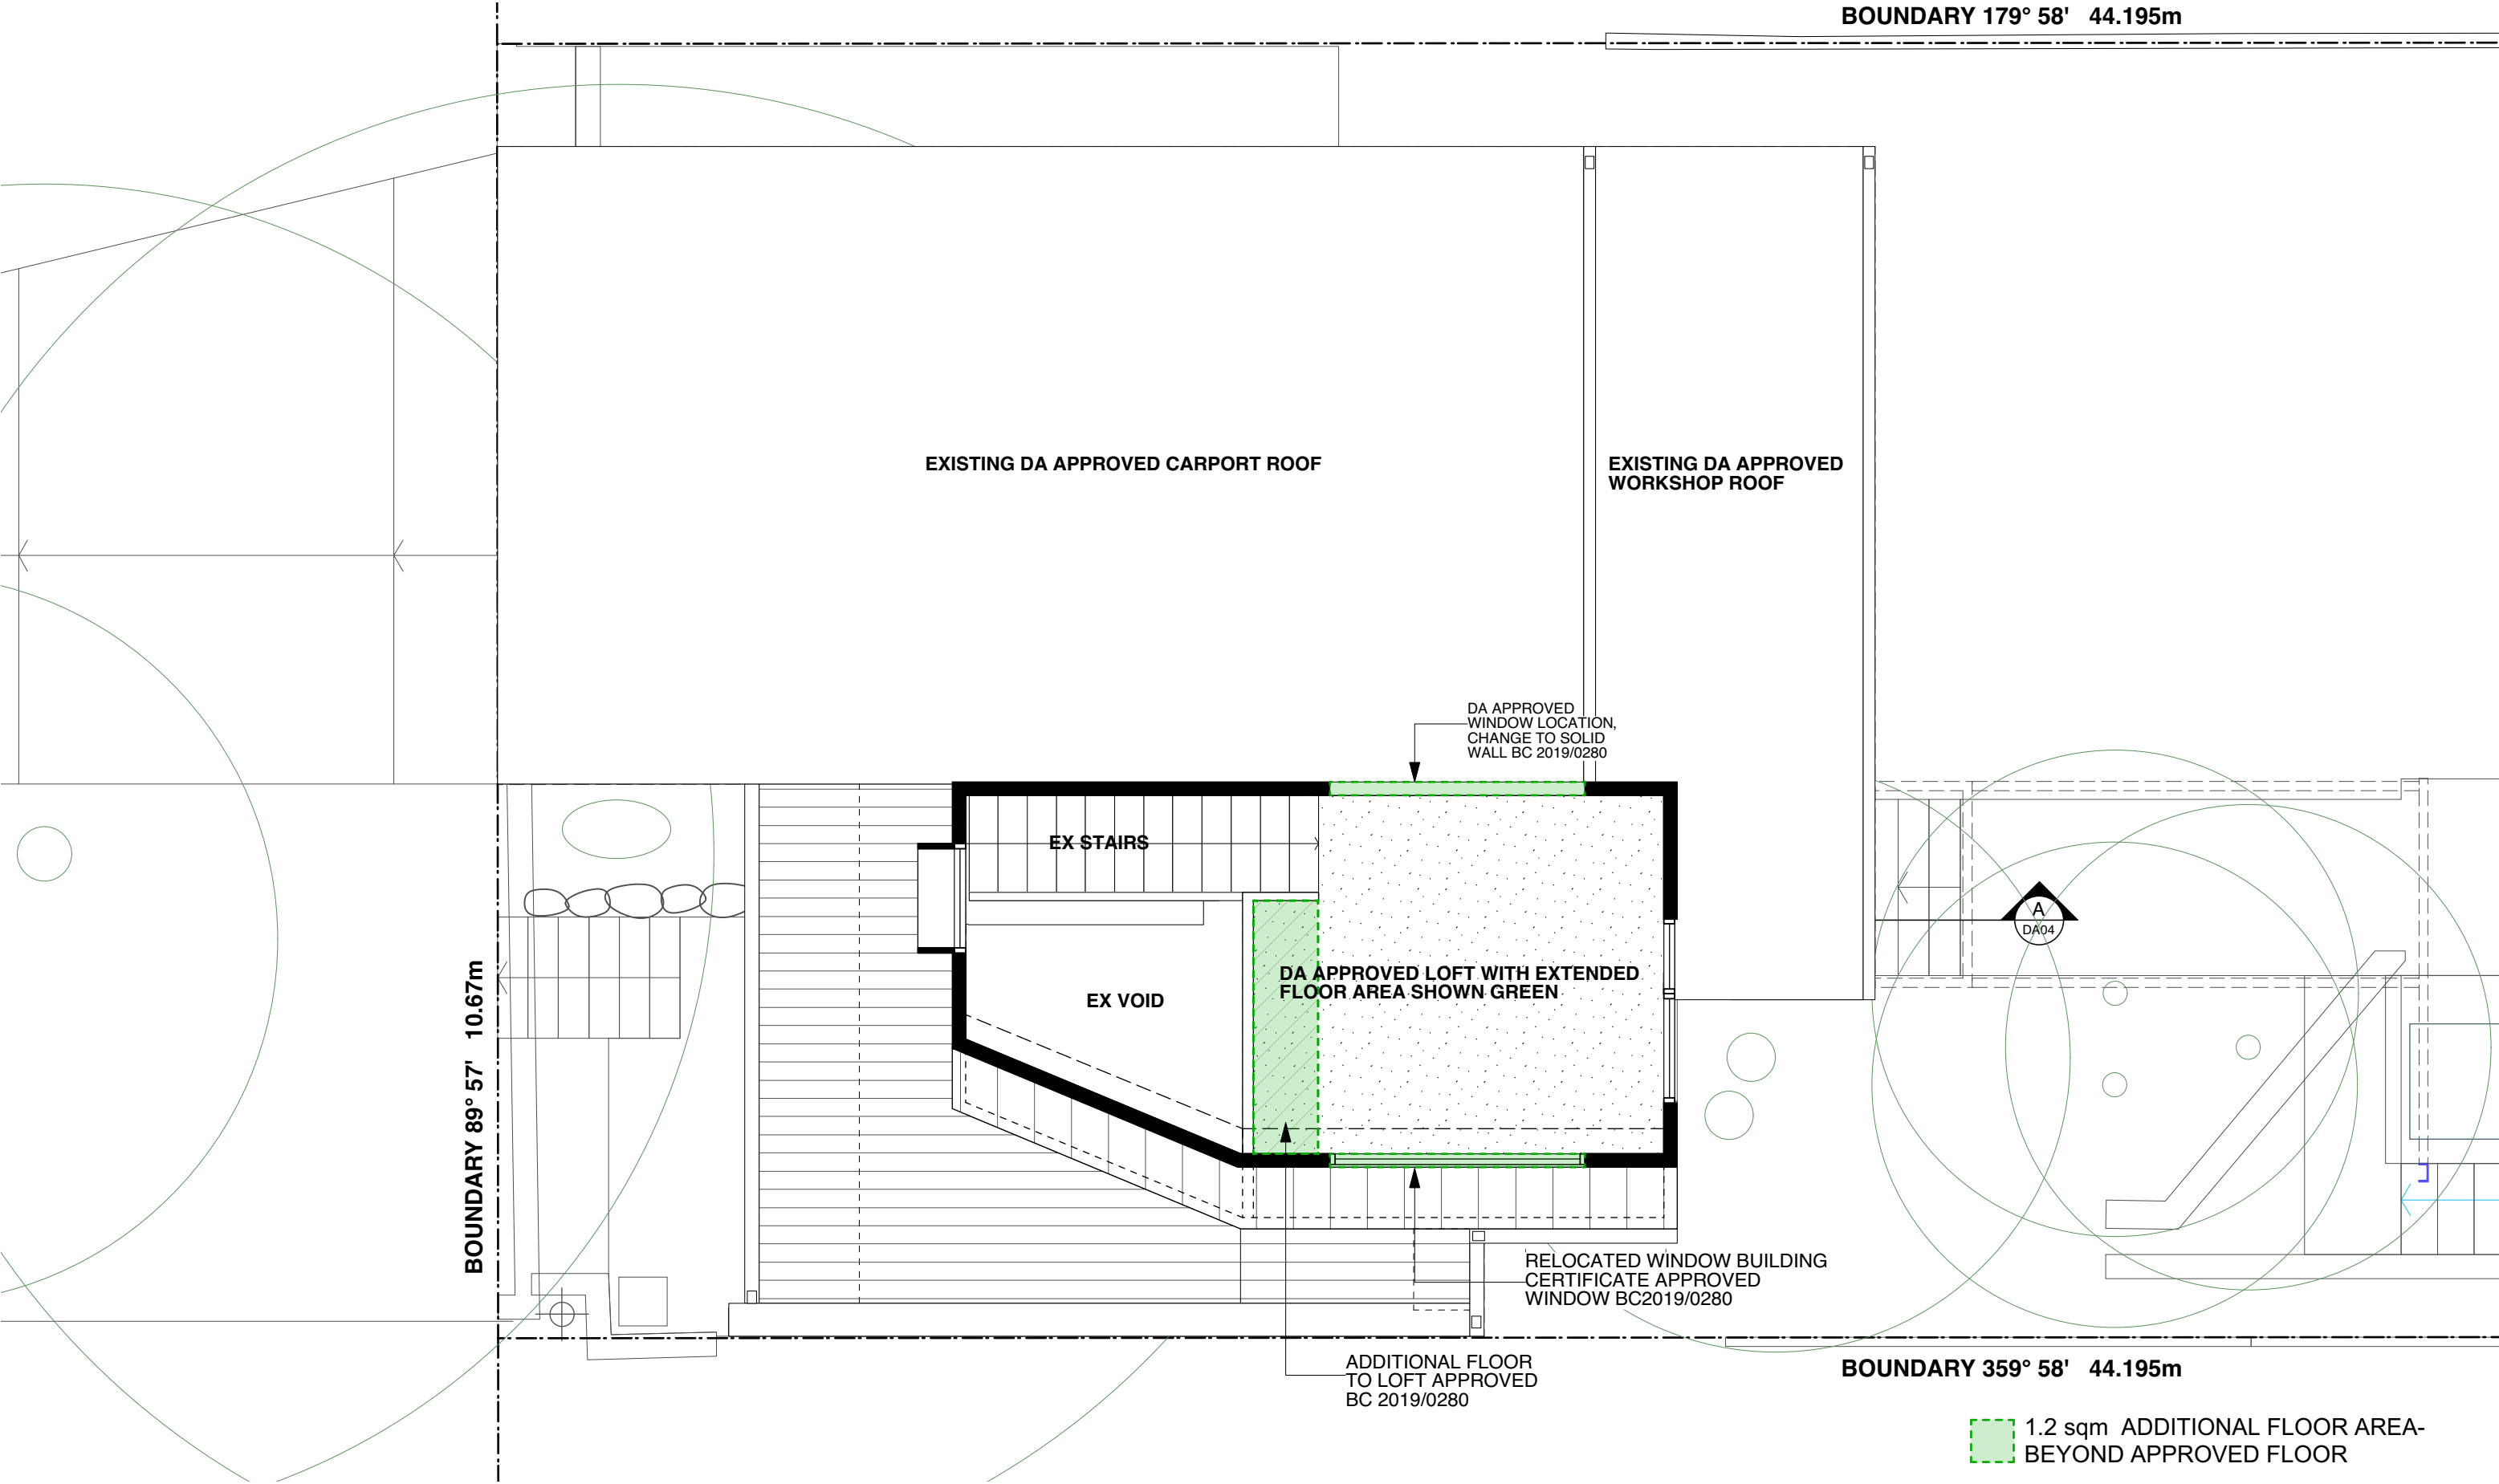 BOUNDARY 179° 58' 44.195m
EXISTING DA APPROVED CARPORT ROOF
EXISTING DA APPROVED
WORKSHOP ROOF
DA APPROVED
WINDOW LOCATION,
CHANGE TO SOLID
WALL BC 2019/0280
EX STAIRS
A
DA04
DA APPROVED LOFT WITH EXTENDED
FLOOR AREA SHOWN GREEN
EX VOID
BOUNDARY 89° 57' 10.67m
RELOCATED WINDOW BUILDING
CERTIFICATE APPROVED
WINDOW BC2019/0280
ADDITIONAL FLOOR
TO LOFT APPROVED
BC 2019/0280
BOUNDARY 359° 58' 44.195m
1.2 sqm ADDITIONAL FLOOR AREA-
BEYOND APPROVED FLOOR